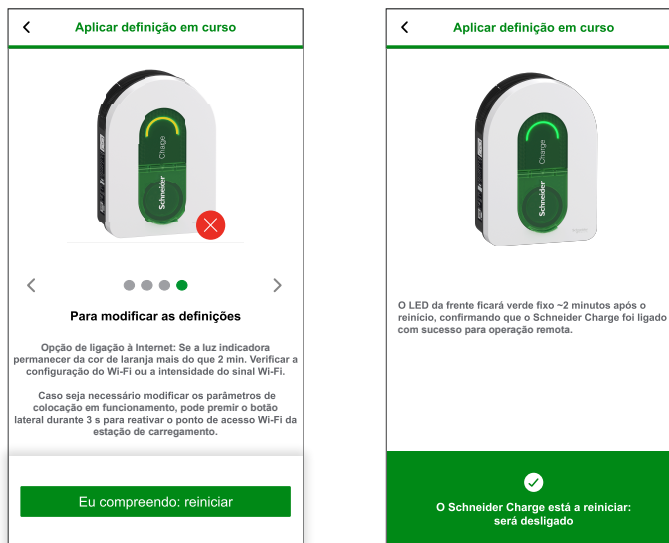 Aplicar definição em curso
Charge
Schneider
Para modificar as definições
Opção de ligação à Internet: Se a luz indicadora
permanecer da cor de laranja mais do que 2 min. Verificar a
configuração do Wi-Fi ou a intensidade do sinal Wi-Fi.
Caso seja necessário modificar os parâmetros de
colocação em funcionamento, pode premir o botão
lateral durante 3 s para reativar o ponto de acesso Wi-Fi da
estação de carregamento.
Eu compreendo: reiniciar
Aplicar definição em curso
Charge
Schneider
O LED da frente ficará verde fixo ~2 minutos após o
reinício, confirmando que o Schneider Charge foi ligado
com sucesso para operação remota.
O Schneider Charge está a reiniciar:
será desligado